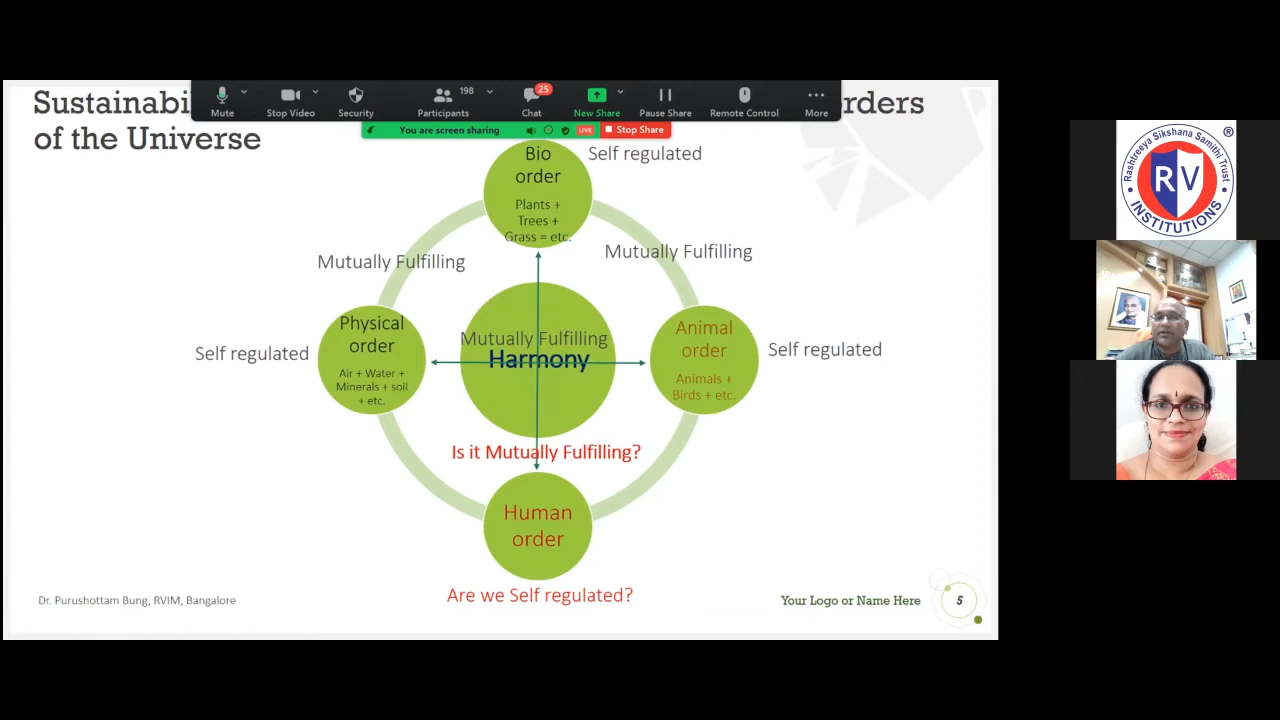 Sustainabi
orders
of the Universe
Mute
Stop Video
Security
198
Participants
25
Chat
New Share
Pause Share
Remote Control
More
You are screen sharing
LIVE
Stop Share
Bio
order
Plants +
Trees +
Grass = etc.
Self regulated
Mutually Fulfilling
Mutually Fulfilling
Physical
order
Air + Water +
Minerals + soil
+ etc.
Self regulated
Mutually Fulfilling
Harmony
Animal
order
Animals +
Birds + etc.
Self regulated
Is it Mutually Fulfilling?
Human
order
Are we Self regulated?
Dr. Purushottam Bung, RVIM, Bangalore
Your Logo or Name Here
5
Rashtreeya Sikshana Samithi Trust
®
RV
INSTITUTIONS